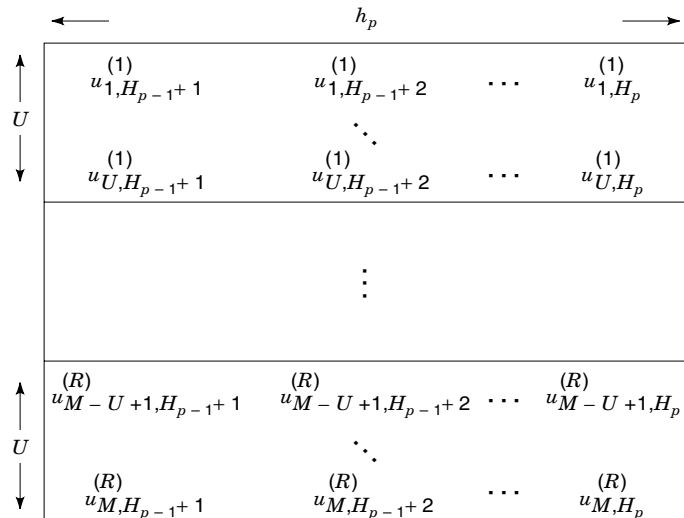 h_p
u^{(1)}_{1,H_{p-1}+1} u^{(1)}_{1,H_{p-1}+2} ... u^{(1)}_{1,H_p}
U
⋱
u^{(1)}_{U,H_{p-1}+1} u^{(1)}_{U,H_{p-1}+2} ... u^{(1)}_{U,H_p}
⋮
u^{(R)}_{M-U+1,H_{p-1}+1} u^{(R)}_{M-U+1,H_{p-1}+2} ... u^{(R)}_{M-U+1,H_p}
U
⋱
u^{(R)}_{M,H_{p-1}+1} u^{(R)}_{M,H_{p-1}+2} ... u^{(R)}_{M,H_p}